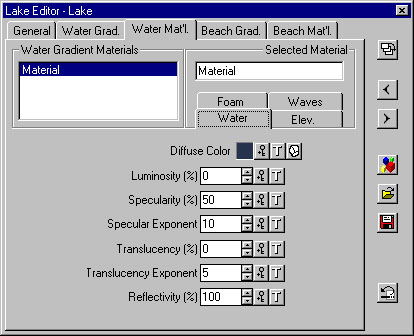 Lake Editor - Lake
General Water Grad. Water Mat'l. Beach Grad. Beach Mat'l.
Water Gradient Materials Selected Material
Material Material
Foam Waves
Water Elev.
Diffuse Color T
Luminosity (%) 0 T
Specularity (%) 50 T
Specular Exponent 10 T
Translucency (%) 0 T
Translucency Exponent 5 T
Reflectivity (%) 100 T